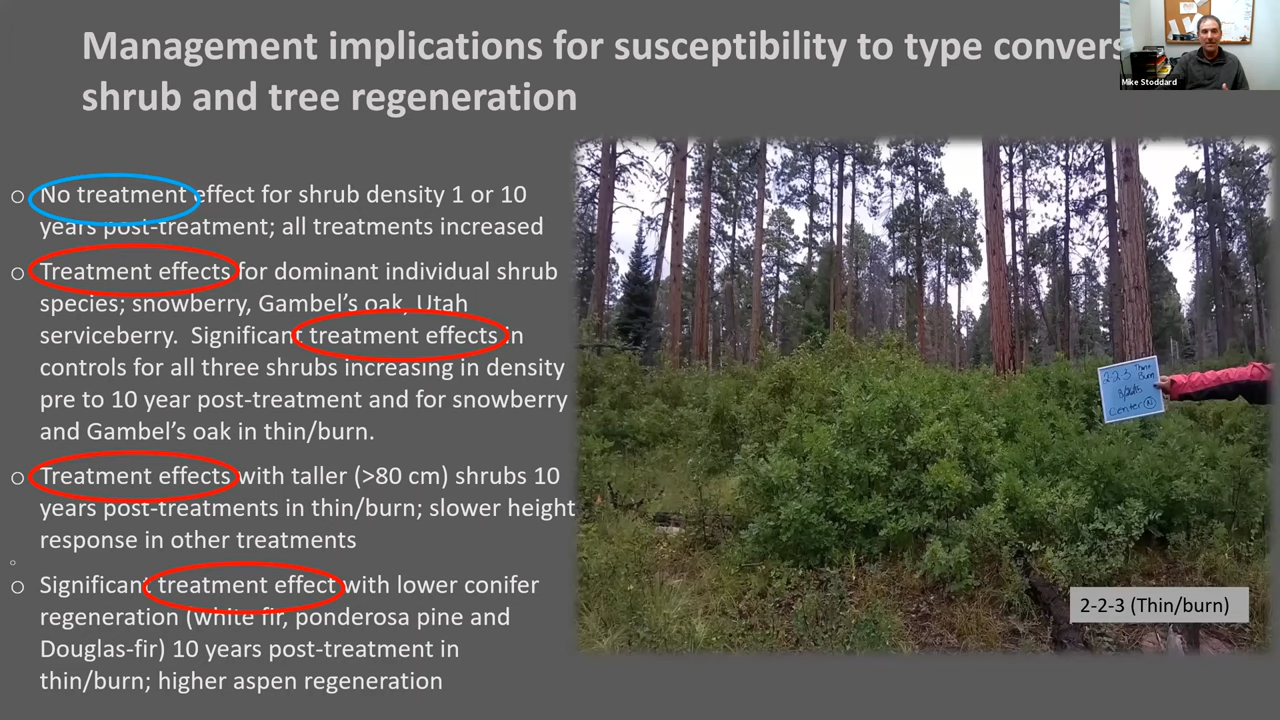 Management implications for susceptibility to type convers
shrub and tree regeneration
Mike Stoddard
o No treatment effect for shrub density 1 or 10
years post-treatment; all treatments increased
o Treatment effects for dominant individual shrub
species; snowberry, Gambel's oak, Utah
serviceberry. Significant treatment effects in
controls for all three shrubs increasing in density
pre to 10 year post-treatment and for snowberry
and Gambel's oak in thin/burn.
o Treatment effects with taller (>80 cm) shrubs 10
years post-treatments in thin/burn; slower height
response in other treatments
o Significant treatment effect with lower conifer
regeneration (white fir, ponderosa pine and
Douglas-fir) 10 years post-treatment in
thin/burn; higher aspen regeneration
2-2-3 Thin
Burn
Center N
2-2-3 (Thin/burn)